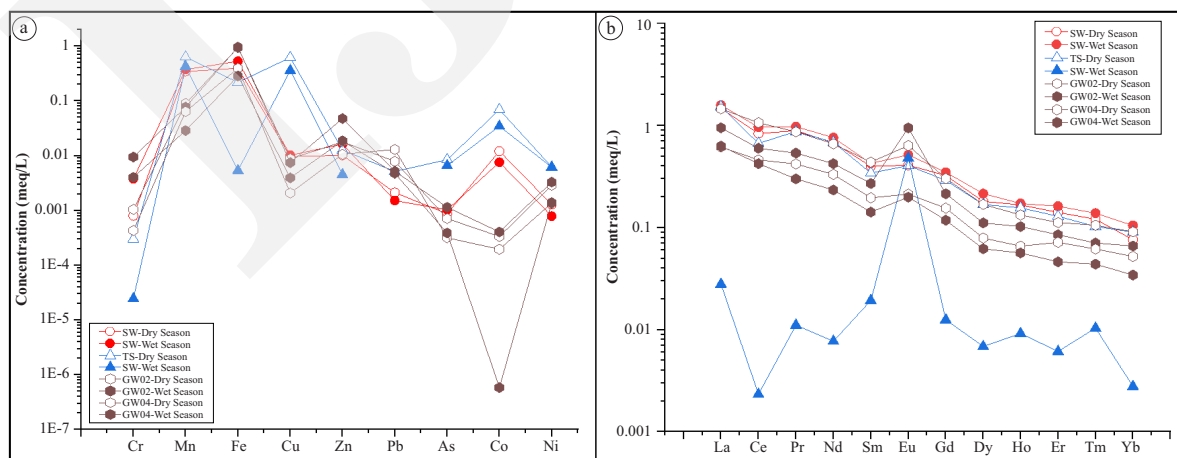 a
Concentration (meq/L)
1
0.1
0.01
0.001
1E-4
1E-5
1E-6
1E-7
SW-Dry Season
SW-Wet Season
TS-Dry Season
SW-Wet Season
GW02-Dry Season
GW02-Wet Season
GW04-Dry Season
GW04-Wet Season
Cr Mn Fe Cu Zn Pb As Co Ni
b
Concentration (meq/L)
10
1
0.1
0.01
0.001
SW-Dry Season
SW-Wet Season
TS-Dry Season
SW-Wet Season
GW02-Dry Season
GW02-Wet Season
GW04-Dry Season
GW04-Wet Season
La Ce Pr Nd Sm Eu Gd Dy Ho Er Tm Yb